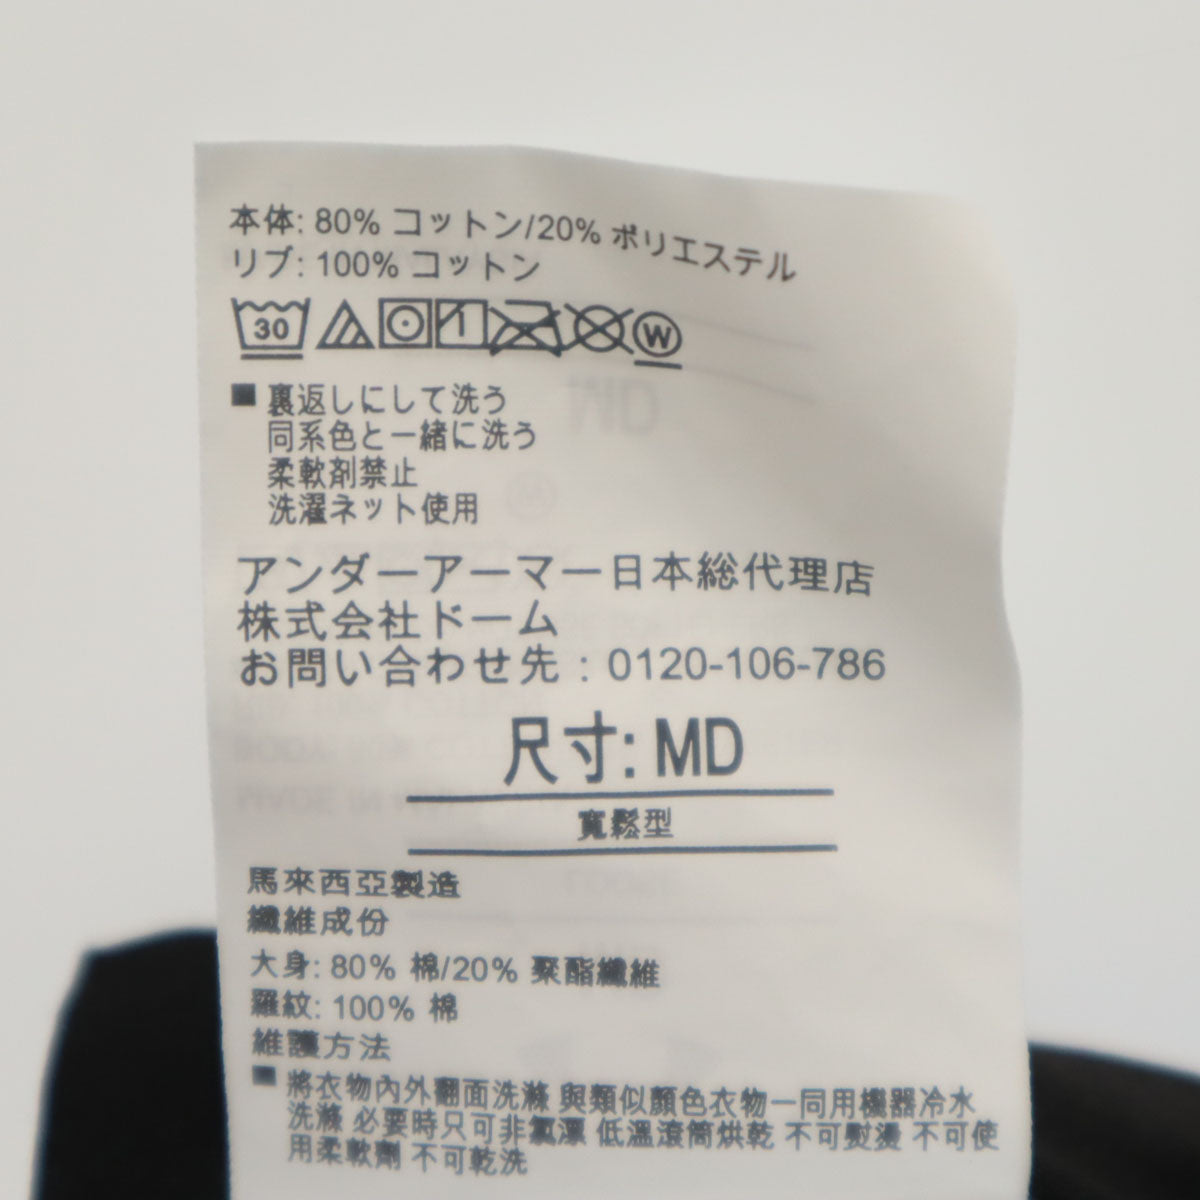 本体: 80% コットン/20% ポリエステル
リブ: 100% コットン
30 W
■ 裏返しにして洗う
同系色と一緒に洗う
柔軟剤禁止
洗濯ネット使用
アンダーアーマー日本総代理店
株式会社ドーム
お問い合わせ先 : 0120-106-786
尺寸: MD
寬鬆型
馬來西亞製造
纖維成份
大身: 80% 棉/20% 聚酯纖維
羅紋: 100% 棉
維護方法
■ 將衣物內外翻面洗滌 與類似顏色衣物一同用機器冷水
洗滌 必要時只可非氯漂 低溫滾筒烘乾 不可熨燙 不可使
用柔軟劑 不可乾洗